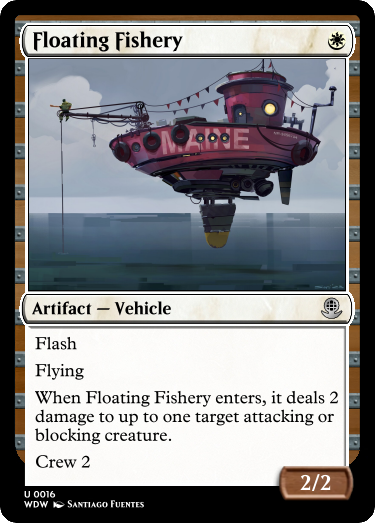 Floating Fishery
MAINE
Artifact — Vehicle
Flash
Flying
When Floating Fishery enters, it deals 2
damage to up to one target attacking or
blocking creature.
Crew 2
2/2
U 0016
WDW Santiago Fuentes